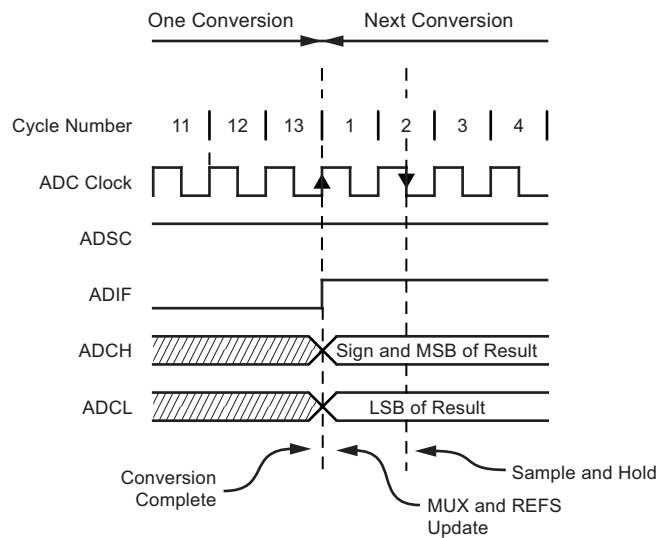 One Conversion Next Conversion
Cycle Number 11 12 13 1 2 3 4
ADC Clock
ADSC
ADIF
ADCH Sign and MSB of Result
ADCL LSB of Result
Conversion
Complete
MUX and REFS
Update
Sample and Hold